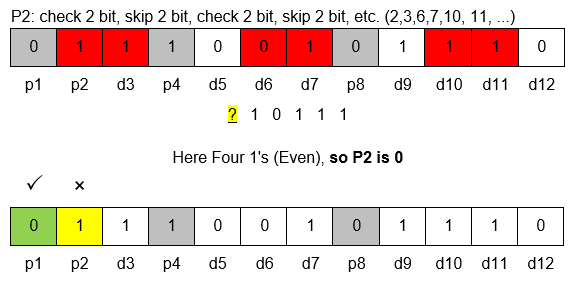 P2: check 2 bit, skip 2 bit, check 2 bit, skip 2 bit, etc. (2,3,6,7,10, 11, ...)
0 1 1 1 0 0 1 0 1 1 1 0
p1 p2 d3 p4 d5 d6 d7 p8 d9 d10 d11 d12
? 1 0 1 1 1
Here Four 1's (Even), so P2 is 0
✓ ×
0 1 1 1 0 0 1 0 1 1 1 0
p1 p2 d3 p4 d5 d6 d7 p8 d9 d10 d11 d12